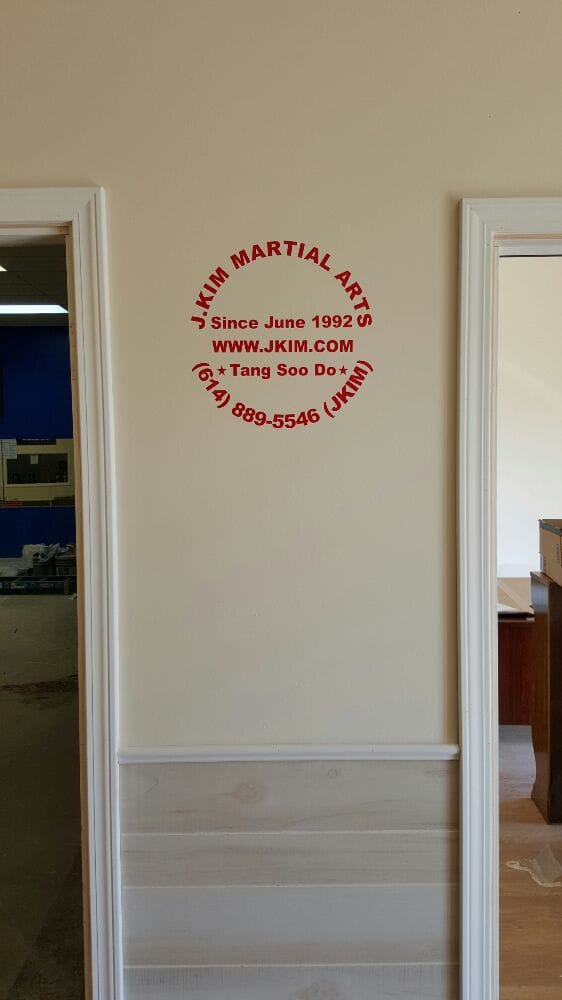 J.KIM MARTIAL ARTS
Since June 1992
WWW.JKIM.COM
★Tang Soo Do★
(614) 889-5546 (JKIM)